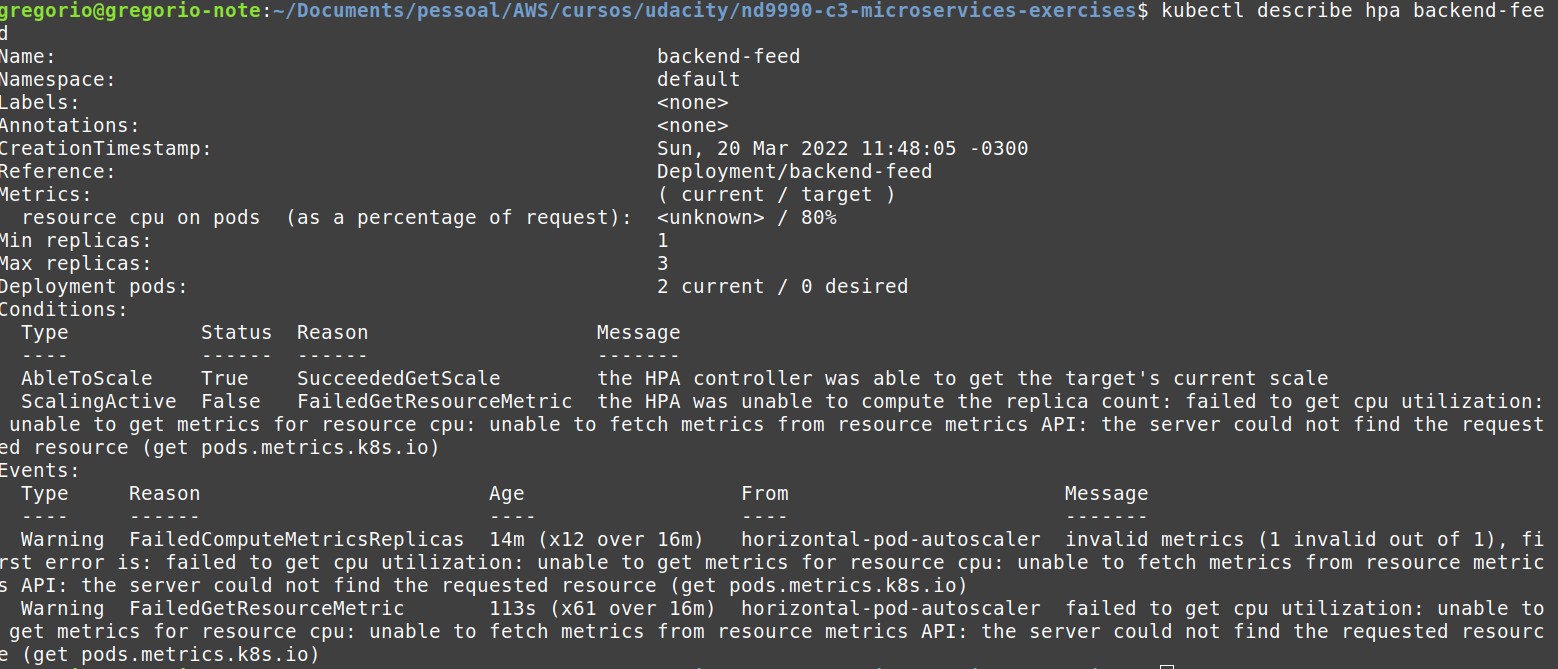 gregorio@gregorio-note:~/Documents/pessoal/AWS/cursos/udacity/nd9990-c3-microservices-exercises$ kubectl describe hpa backend-fee
d
Name:                                                  backend-feed
Namespace:                                             default
Labels:                                                <none>
Annotations:                                           <none>
CreationTimestamp:                                     Sun, 20 Mar 2022 11:48:05 -0300
Reference:                                             Deployment/backend-feed
Metrics:                                               ( current / target )
  resource cpu on pods  (as a percentage of request):  <unknown> / 80%
Min replicas:                                          1
Max replicas:                                          3
Deployment pods:                                       2 current / 0 desired
Conditions:
  Type           Status  Reason                   Message
  ----           ------  ------                   -------
  AbleToScale    True    SucceededGetScale        the HPA controller was able to get the target's current scale
  ScalingActive  False   FailedGetResourceMetric  the HPA was unable to compute the replica count: failed to get cpu utilization:
 unable to get metrics for resource cpu: unable to fetch metrics from resource metrics API: the server could not find the request
ed resource (get pods.metrics.k8s.io)
Events:
  Type     Reason                        Age                  From                       Message
  ----     ------                        ----                 ----                       -------
  Warning  FailedComputeMetricsReplicas  14m (x12 over 16m)   horizontal-pod-autoscaler  invalid metrics (1 invalid out of 1), fi
rst error is: failed to get cpu utilization: unable to get metrics for resource cpu: unable to fetch metrics from resource metric
s API: the server could not find the requested resource (get pods.metrics.k8s.io)
  Warning  FailedGetResourceMetric       113s (x61 over 16m)  horizontal-pod-autoscaler  failed to get cpu utilization: unable to
 get metrics for resource cpu: unable to fetch metrics from resource metrics API: the server could not find the requested resourc
e (get pods.metrics.k8s.io)